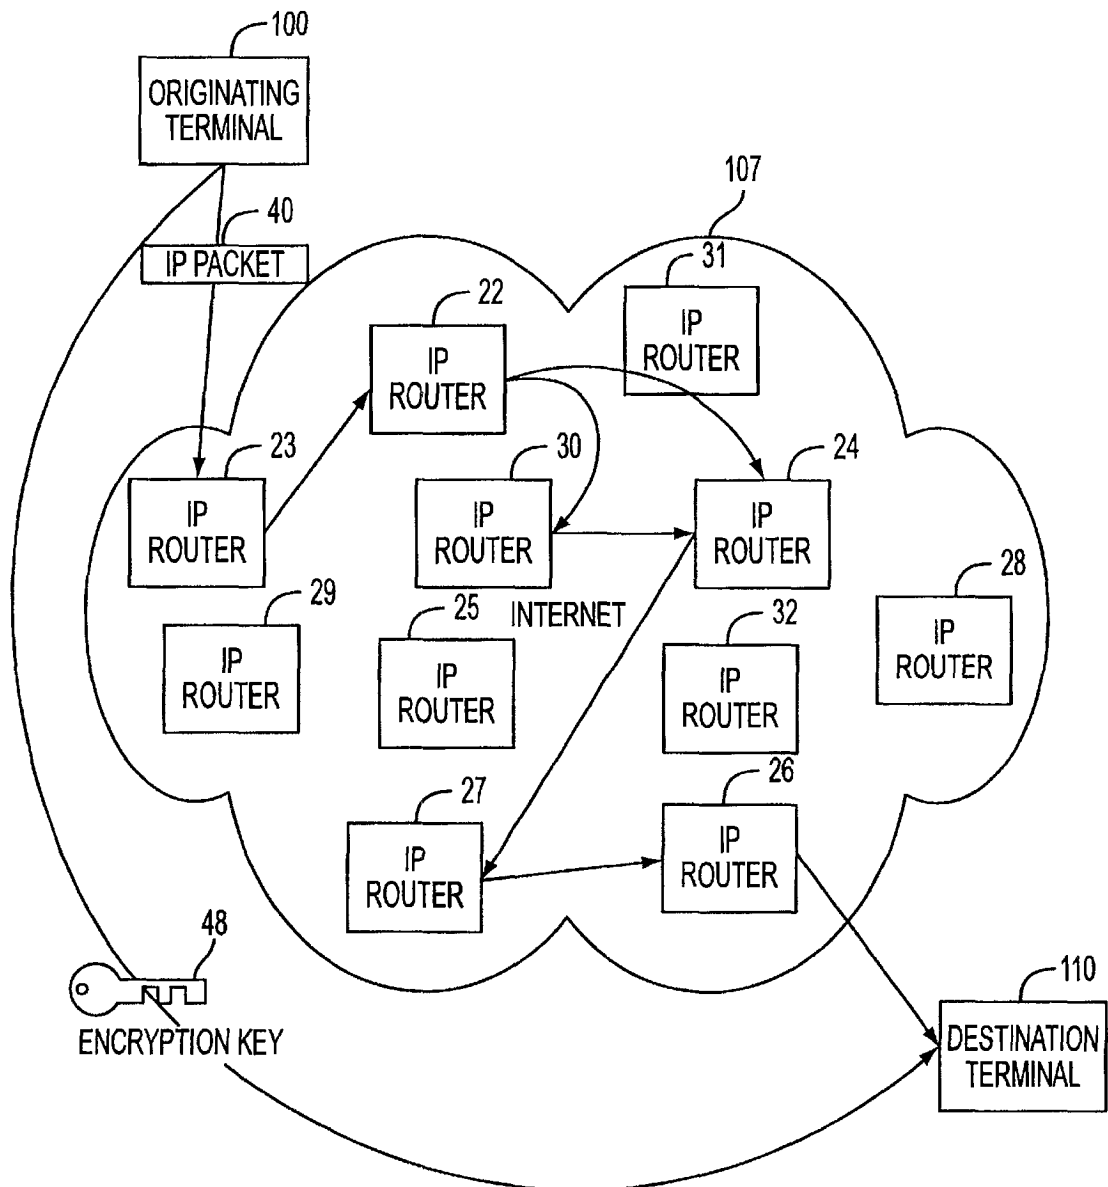 100
ORIGINATING
TERMINAL
40
IP PACKET
107
31
IP
ROUTER
22
IP
ROUTER
23
IP
ROUTER
30
IP
ROUTER
24
IP
ROUTER
29
IP
ROUTER
25
IP
ROUTER
INTERNET
32
IP
ROUTER
28
IP
ROUTER
27
IP
ROUTER
26
IP
ROUTER
48
ENCRYPTION KEY
110
DESTINATION
TERMINAL